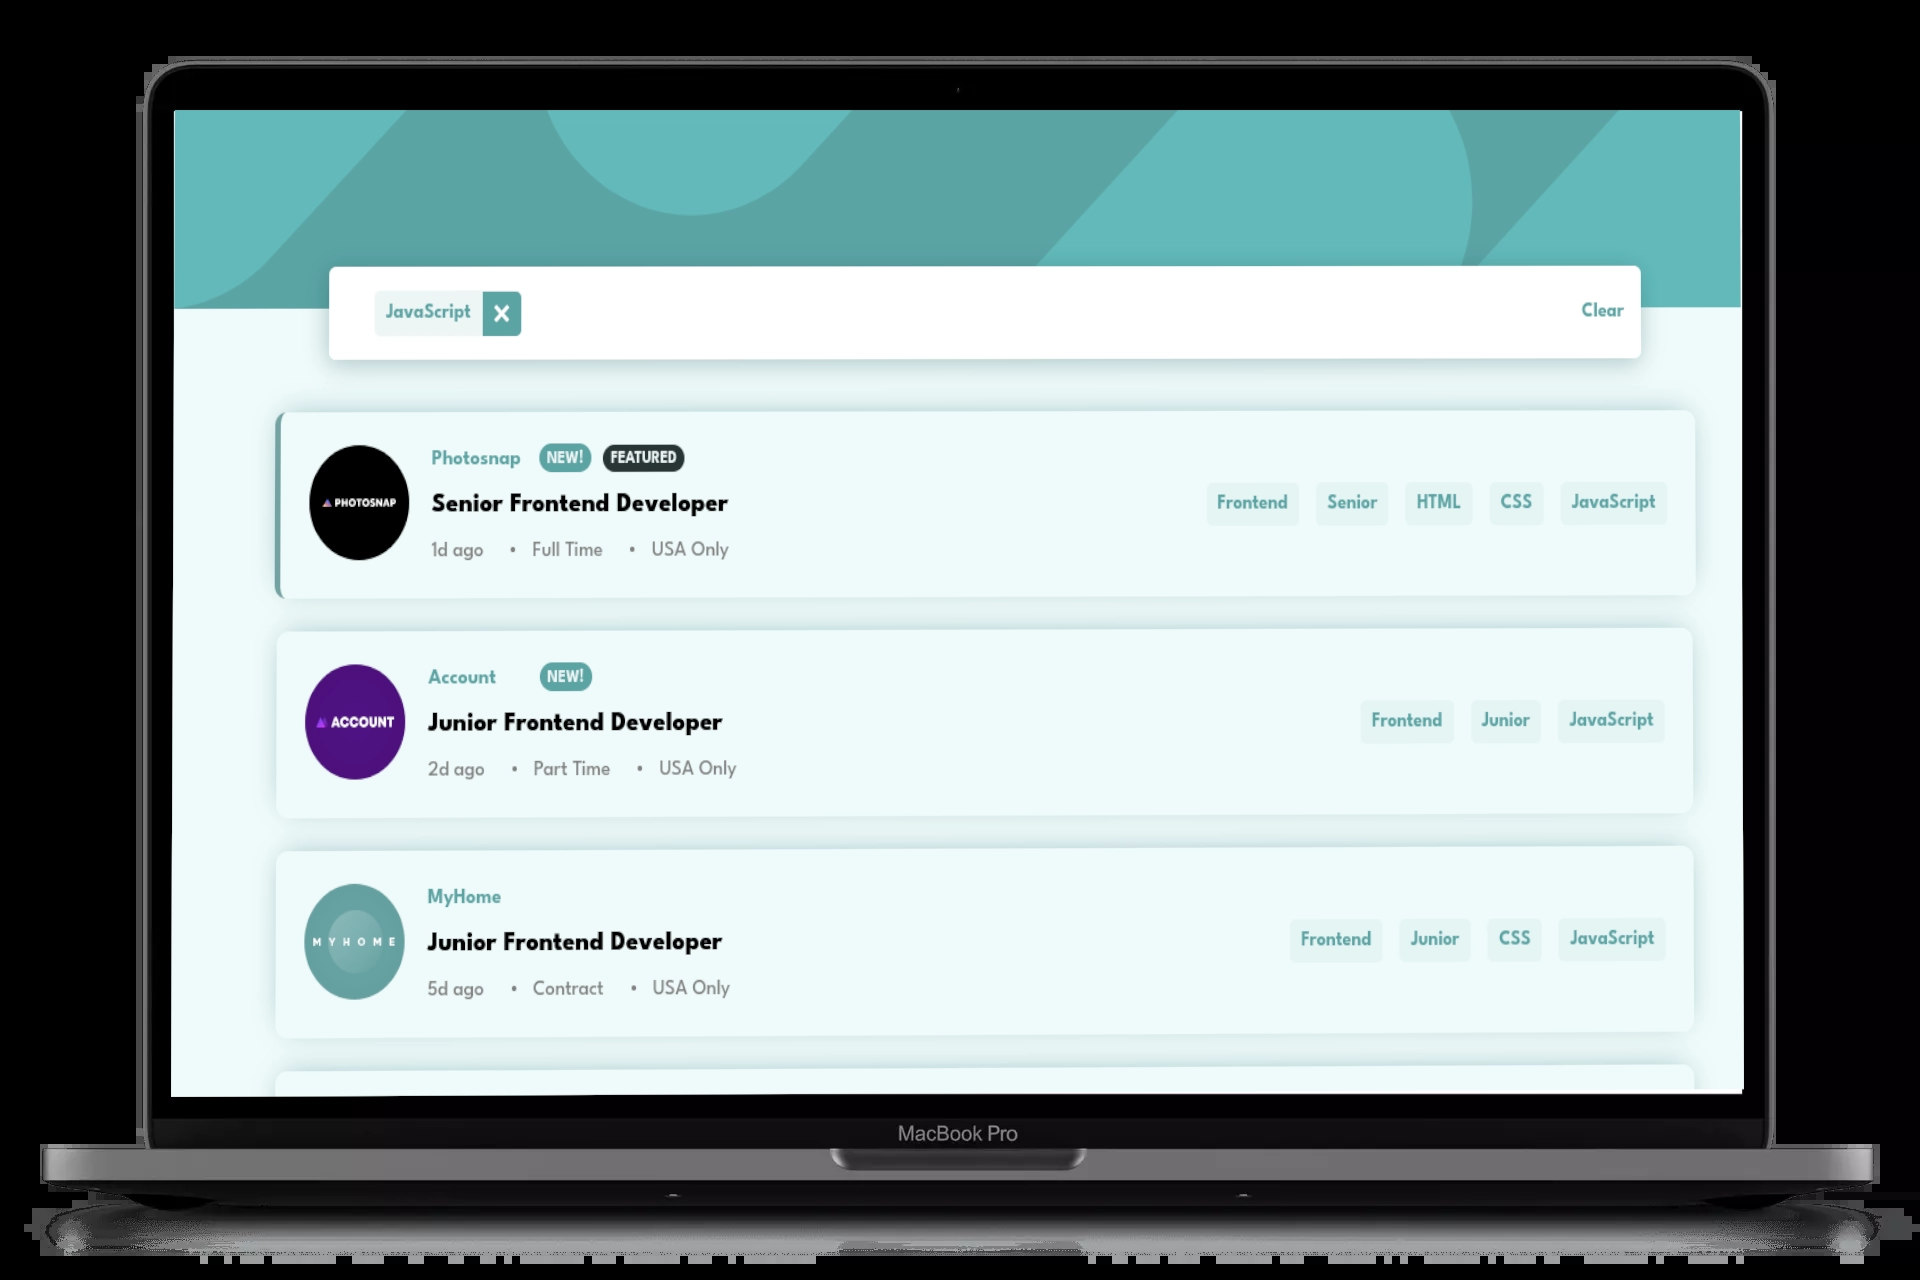 JavaScript X Clear
PHOTOSNAP
Photosnap NEW! FEATURED
Senior Frontend Developer
1d ago • Full Time • USA Only
Frontend Senior HTML CSS JavaScript
ACCOUNT
Account NEW!
Junior Frontend Developer
2d ago • Part Time • USA Only
Frontend Junior JavaScript
MYHOME
MyHome
Junior Frontend Developer
5d ago • Contract • USA Only
Frontend Junior CSS JavaScript
MacBook Pro